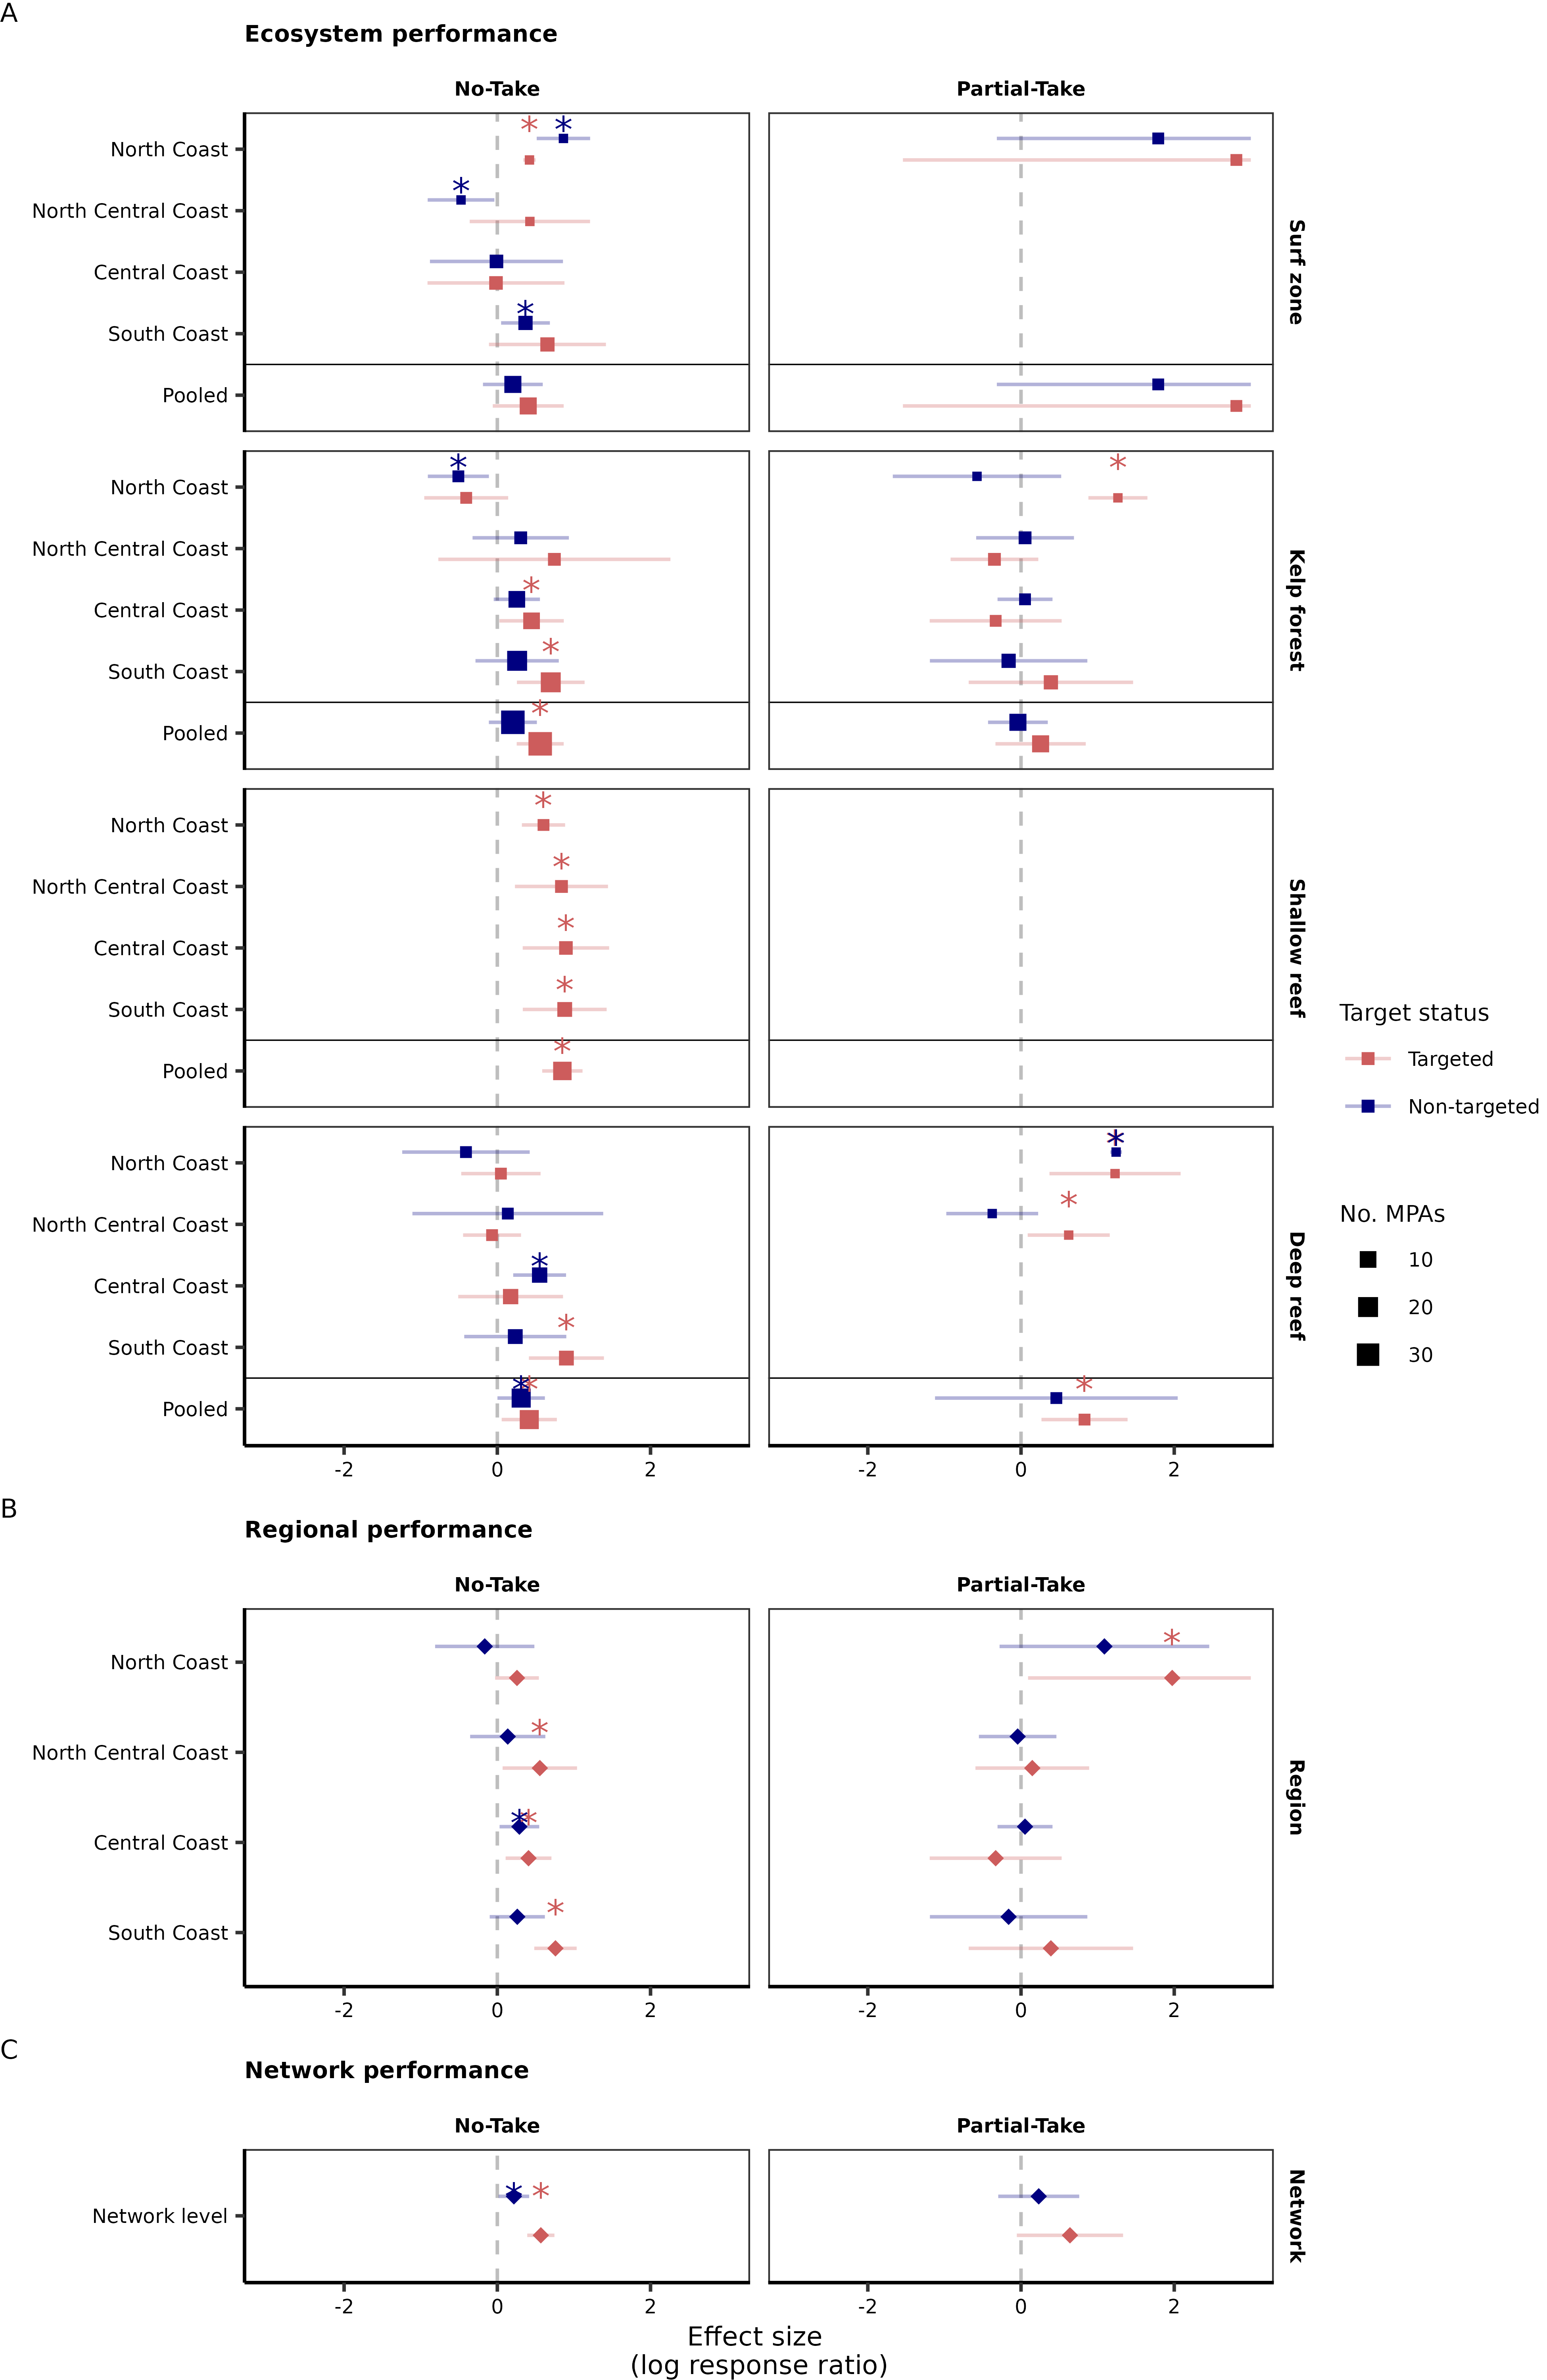 A
Ecosystem performance
No-Take
Partial-Take
North Coast
North Central Coast
Central Coast
South Coast
Pooled
Surf zone
North Coast
North Central Coast
Central Coast
South Coast
Pooled
Kelp forest
North Coast
North Central Coast
Central Coast
South Coast
Pooled
Shallow reef
North Coast
North Central Coast
Central Coast
South Coast
Pooled
Deep reef
-2 0 2
-2 0 2
Target status
Targeted
Non-targeted
No. MPAs
10
20
30
B
Regional performance
No-Take
Partial-Take
North Coast
North Central Coast
Central Coast
South Coast
Region
-2 0 2
-2 0 2
C
Network performance
No-Take
Partial-Take
Network level
Network
-2 0 2
-2 0 2
Effect size
(log response ratio)